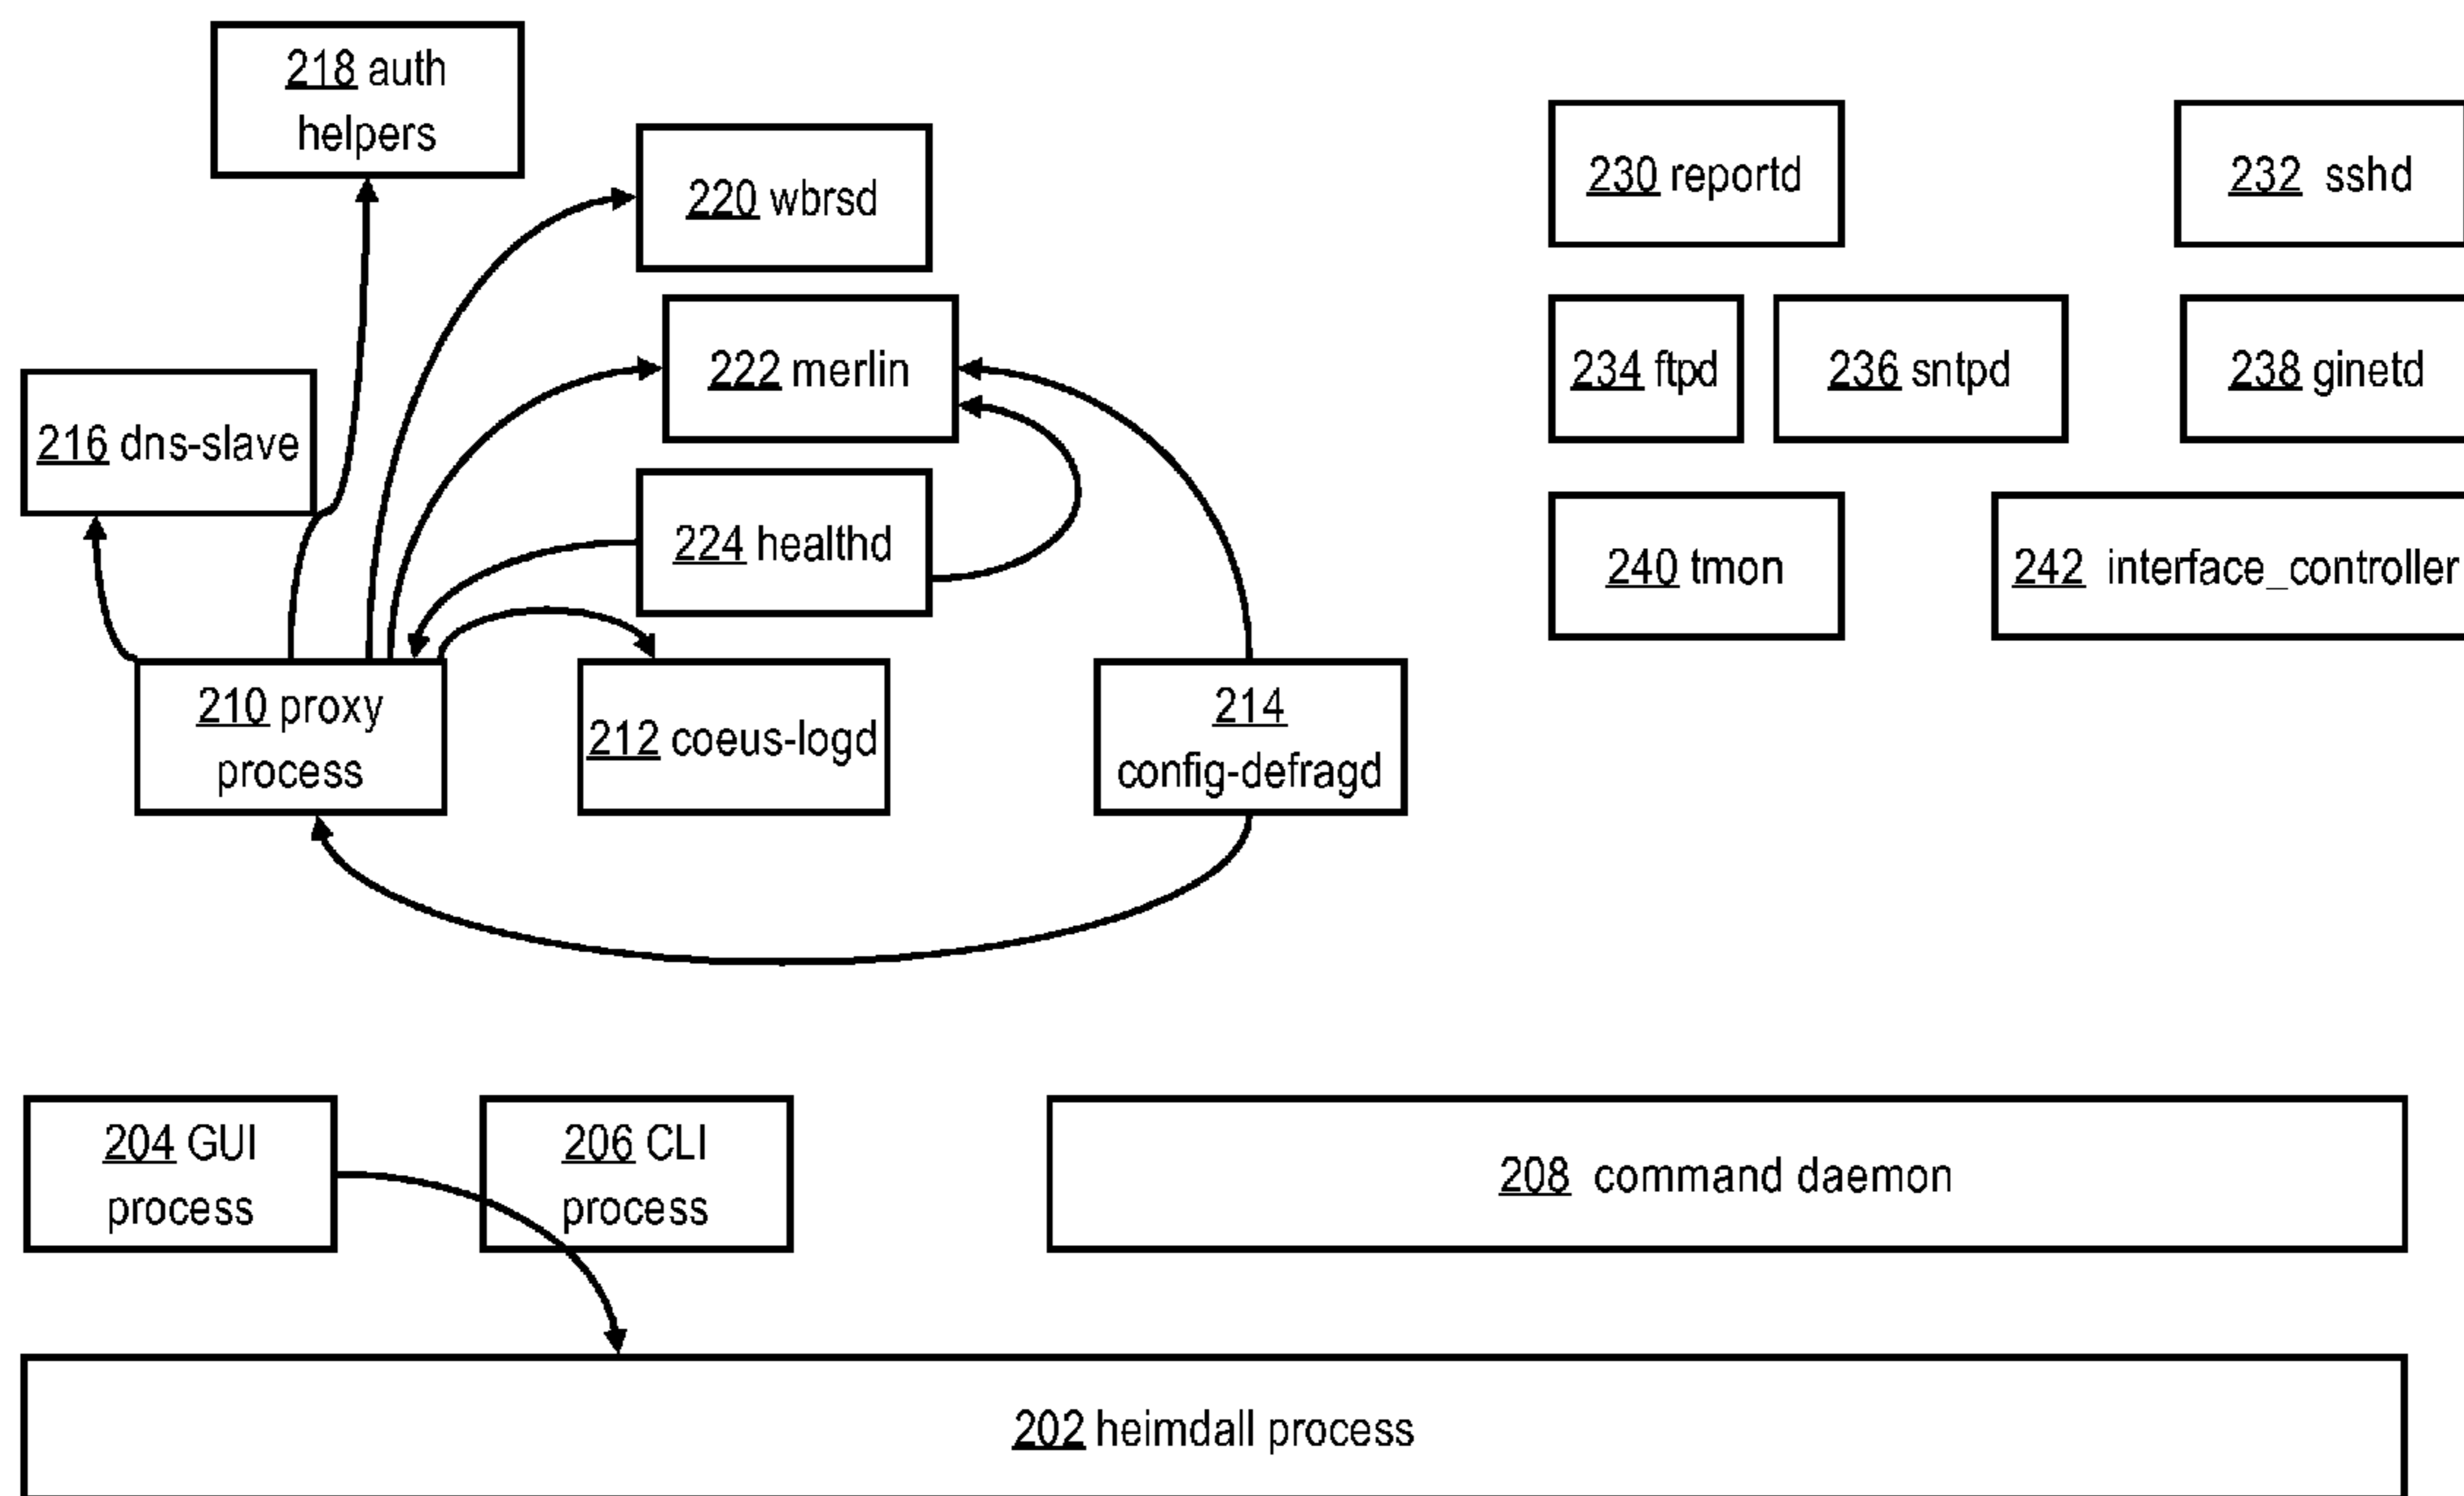 218 auth
helpers
220 wbrsd
230 reportd
232 sshd
222 merlin
234 ftpd
236 sntpd
238 ginetd
216 dns-slave
224 healthd
240 tmon
242 interface_controller
210 proxy
process
212 coeus-logd
214
config-defragd
204 GUI
process
206 CLI
process
208 command daemon
202 heimdall process